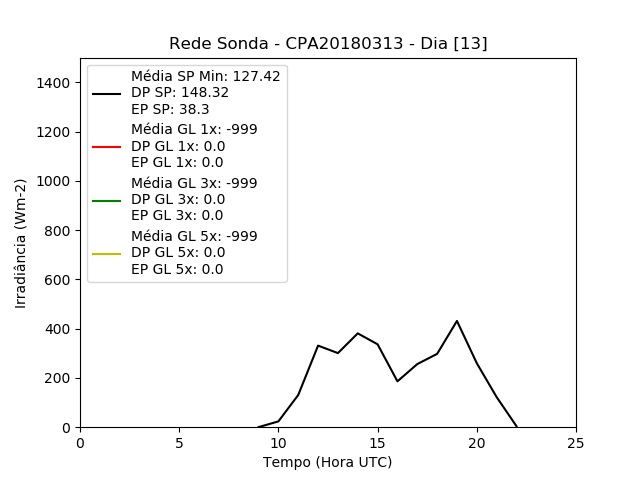 Rede Sonda - CPA20180313 - Dia [13]
Média SP Min: 127.42
DP SP: 148.32
EP SP: 38.3
Média GL 1x: -999
DP GL 1x: 0.0
EP GL 1x: 0.0
Média GL 3x: -999
DP GL 3x: 0.0
EP GL 3x: 0.0
Média GL 5x: -999
DP GL 5x: 0.0
EP GL 5x: 0.0
Irradiância (Wm-2)
1400
1200
1000
800
600
400
200
0
0 5 10 15 20 25
Tempo (Hora UTC)